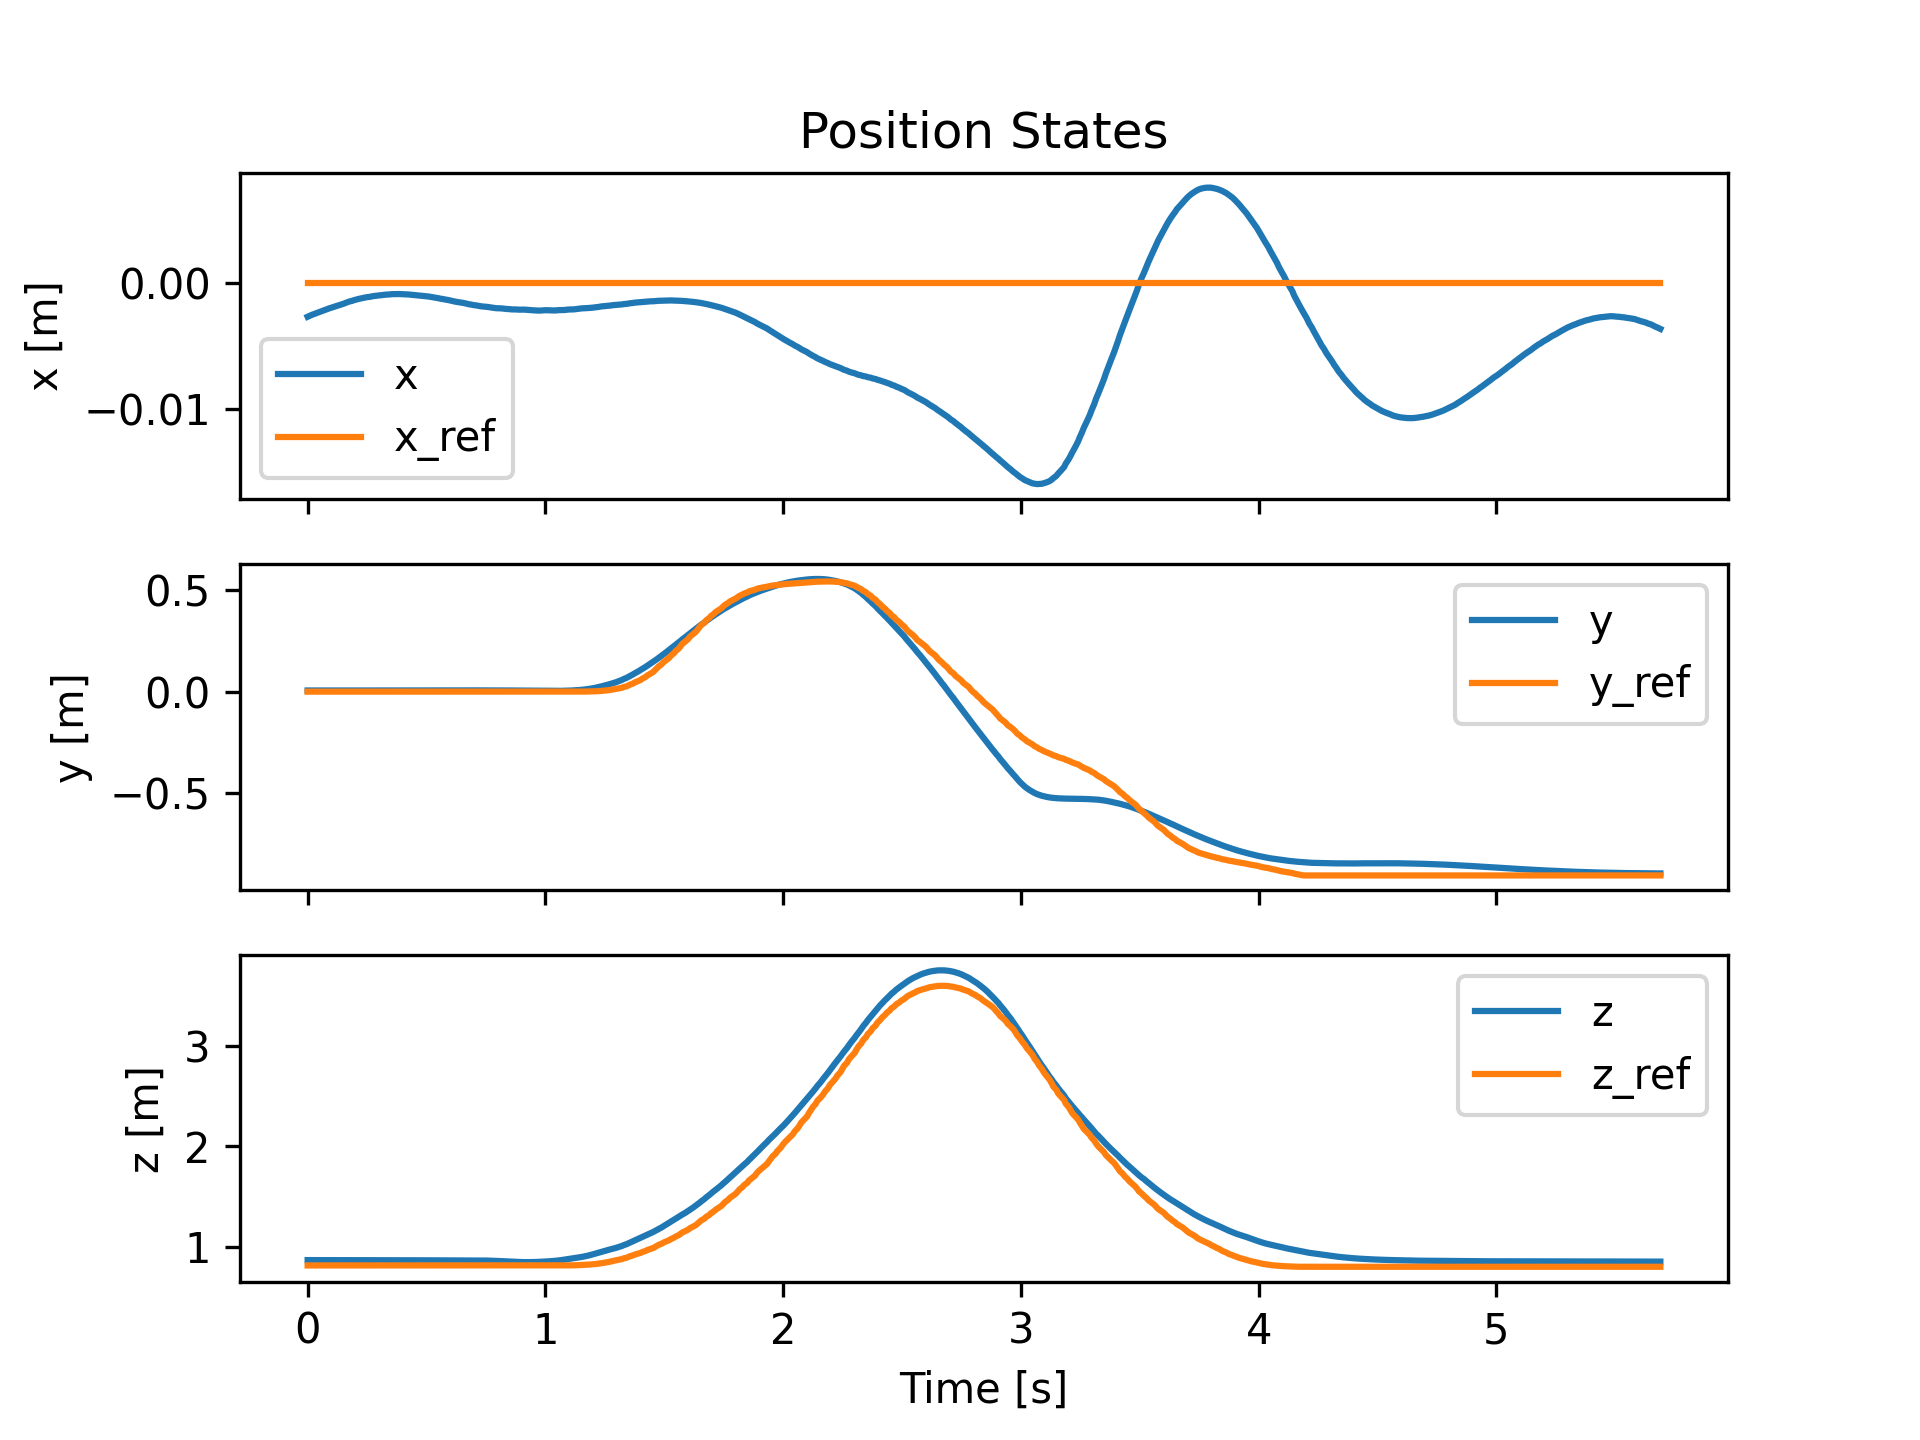 Position States
x [m]
0.00
−0.01
x
x_ref
y [m]
0.5
0.0
−0.5
y
y_ref
z [m]
3
2
1
z
z_ref
0 1 2 3 4 5
Time [s]